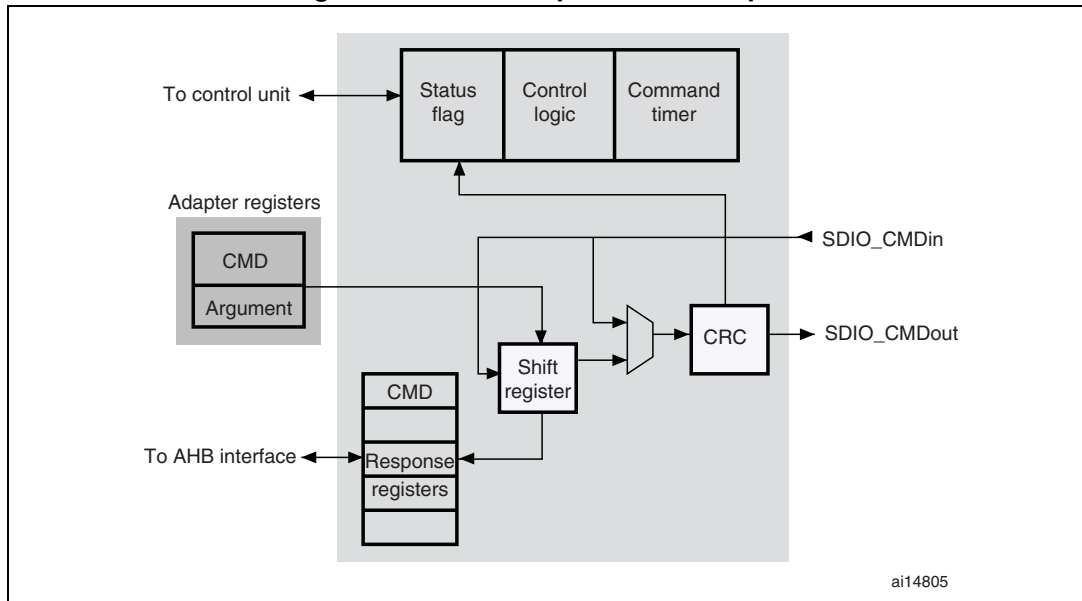 To control unit
Status
flag
Control
logic
Command
timer
Adapter registers
CMD
Argument
SDIO_CMDin
CRC
SDIO_CMDout
Shift
register
CMD
To AHB interface
Response
registers
ai14805